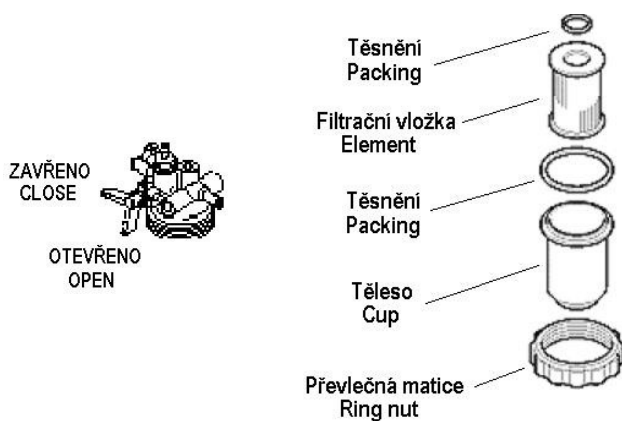 ZAVŘENO
CLOSE
OTEVŘENO
OPEN
Těsnění
Packing
Filtrační vložka
Element
Těsnění
Packing
Těleso
Cup
Převlečná matice
Ring nut